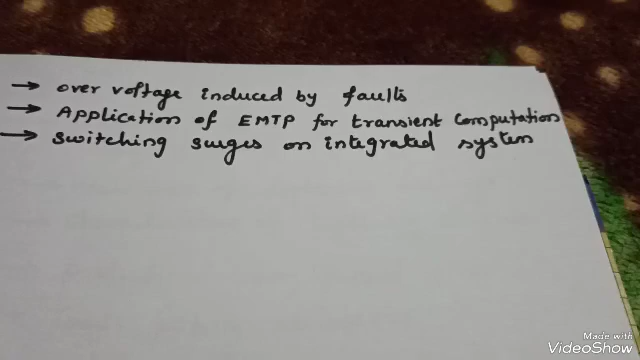 → over voltage induced by faults
→ Application of EMTP for transient Computation
→ switching surges on integrated system
Made with
VideoShow